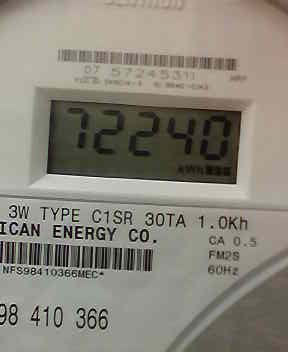 07 57245311
72240
kWh
3W TYPE C1SR 30TA 1.0Kh
ICAN ENERGY CO.
CA 0.5
FM2S
60Hz
NFS98410366MEC*
98 410 366